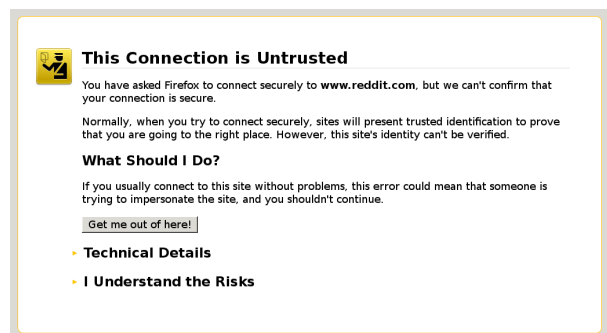 This Connection is Untrusted
You have asked Firefox to connect securely to www.reddit.com, but we can't confirm that
your connection is secure.
Normally, when you try to connect securely, sites will present trusted identification to prove
that you are going to the right place. However, this site's identity can't be verified.
What Should I Do?
If you usually connect to this site without problems, this error could mean that someone is
trying to impersonate the site, and you shouldn't continue.
Get me out of here!
Technical Details
I Understand the Risks